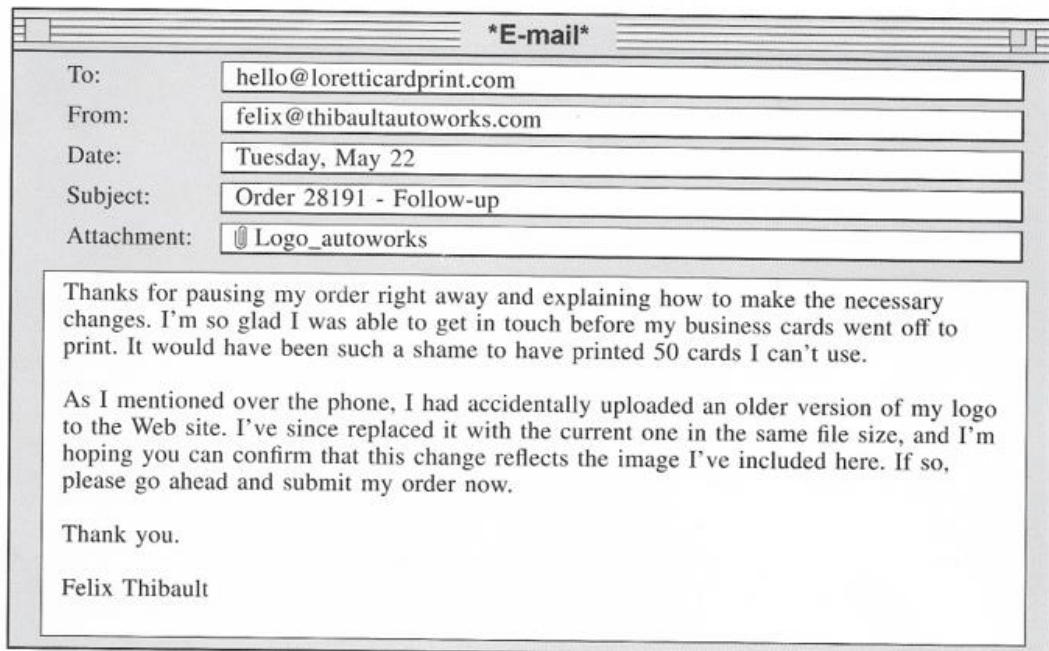 *E-mail*
To: hello@loretticardprint.com
From: felix@thibaultautoworks.com
Date: Tuesday, May 22
Subject: Order 28191 - Follow-up
Attachment: Logo_autoworks
Thanks for pausing my order right away and explaining how to make the necessary
changes. I'm so glad I was able to get in touch before my business cards went off to
print. It would have been such a shame to have printed 50 cards I can't use.
As I mentioned over the phone, I had accidentally uploaded an older version of my logo
to the Web site. I've since replaced it with the current one in the same file size, and I'm
hoping you can confirm that this change reflects the image I've included here. If so,
please go ahead and submit my order now.
Thank you.
Felix Thibault